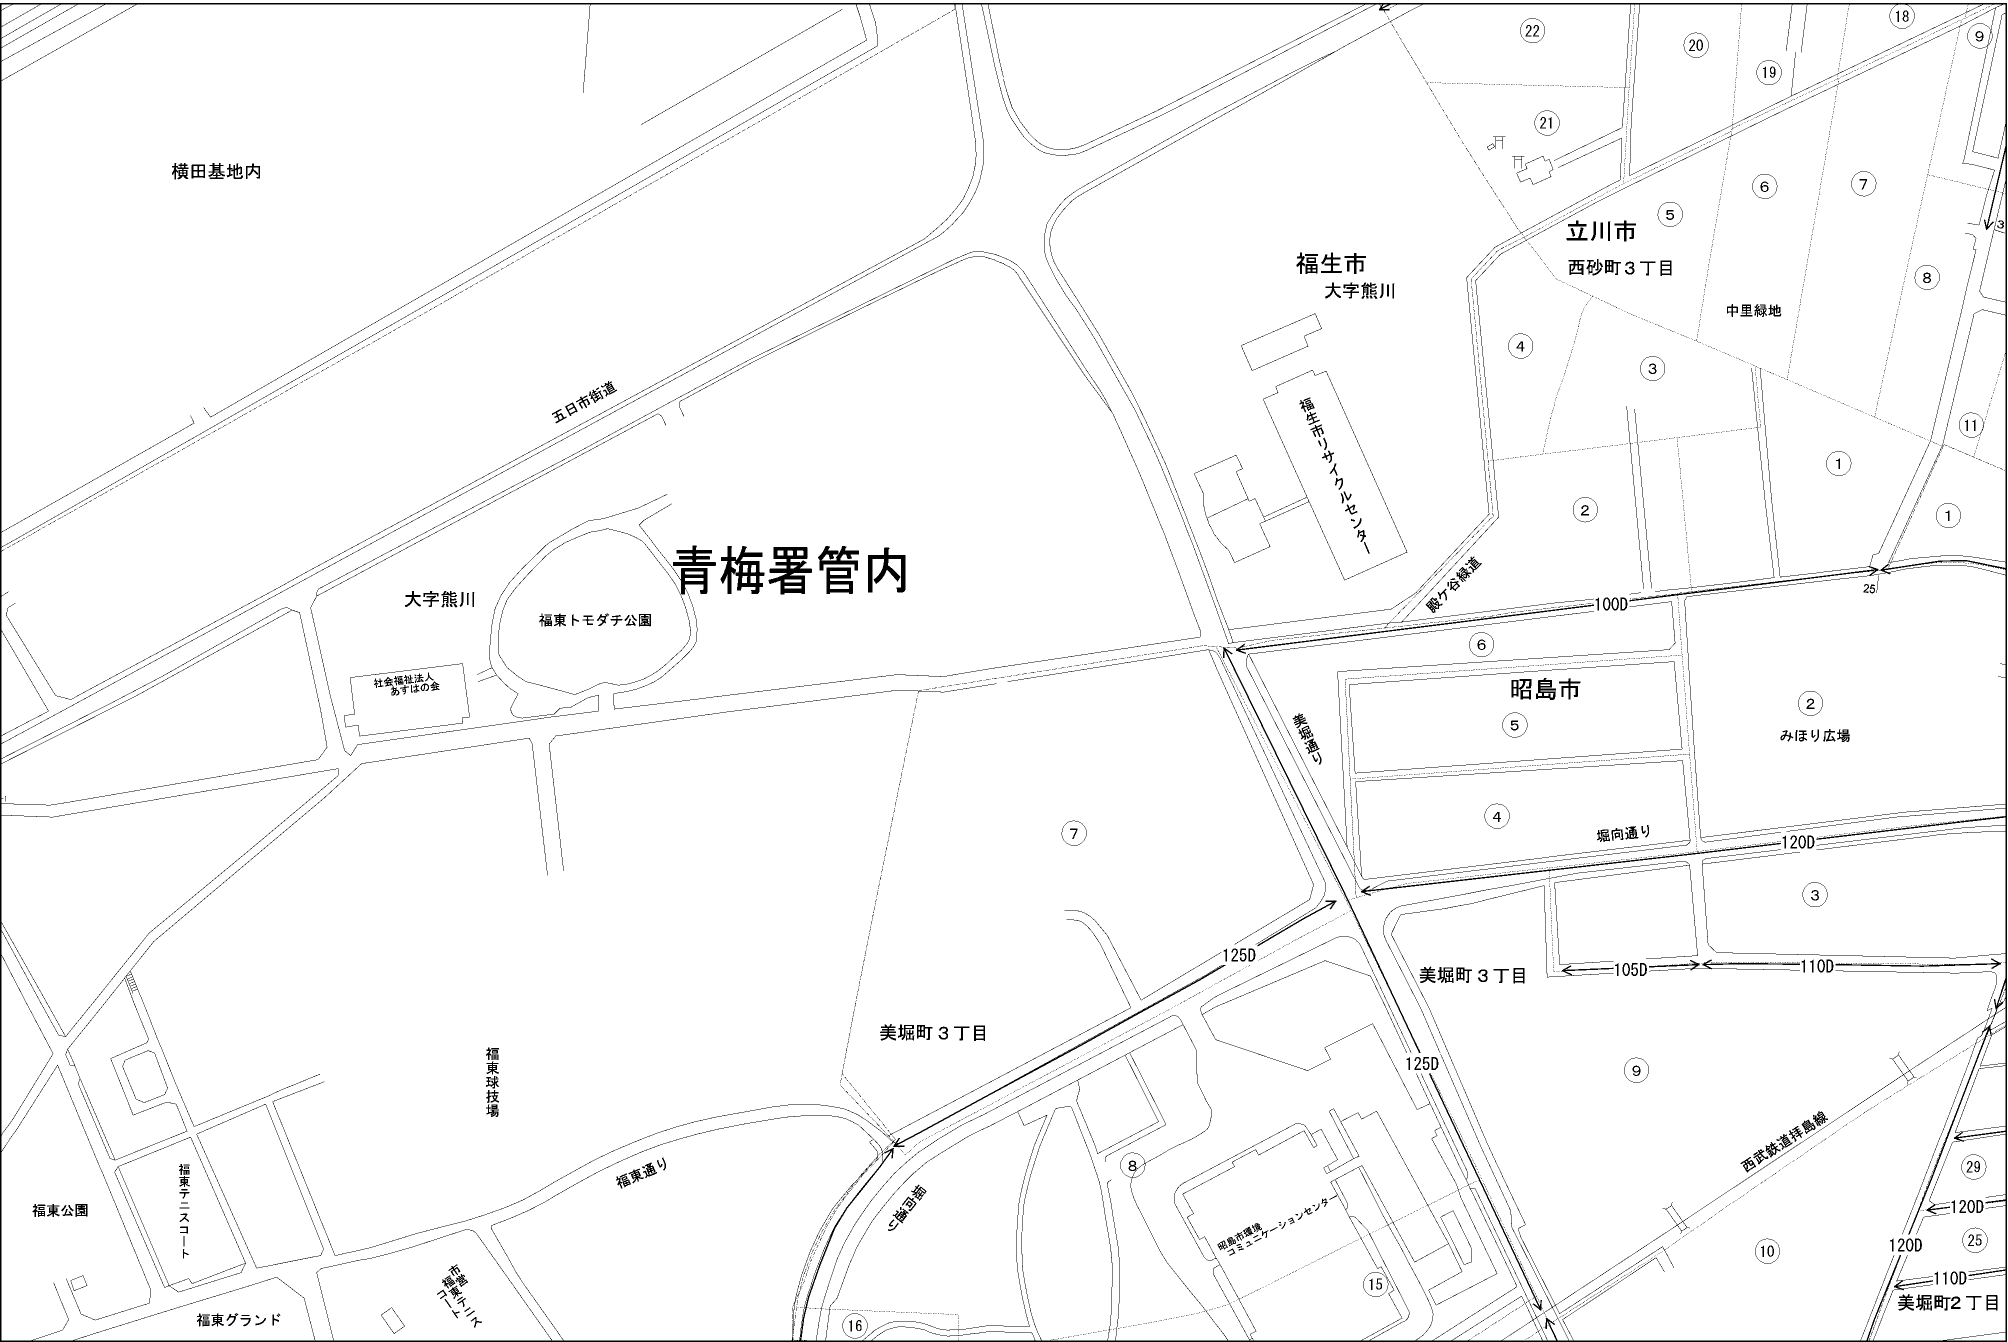 22
20
18
9
19
21
横田基地内
6
7
5
立川市
西砂町３丁目
福生市
大字熊川
8
中里緑地
4
3
五日市街道
福生市リサイクルセンター
11
1
2
1
青梅署管内
大字熊川
殿ケ谷緑道
25
100D
福東トモダチ公園
6
社会福祉法人
あすはの会
昭島市
2
美堀通り
5
みほり広場
7
4
堀向通り
120D
3
125D
美堀町３丁目
105D
110D
美堀町３丁目
福東球技場
125D
9
西武鉄道拝島線
福東通り
8
29
福東テニスコート
福東公園
堀向通り
昭島市環境
コミュニケーションセンター
120D
25
120D
10
市営
福東テニス
コート
15
110D
美堀町２丁目
福東グランド
16